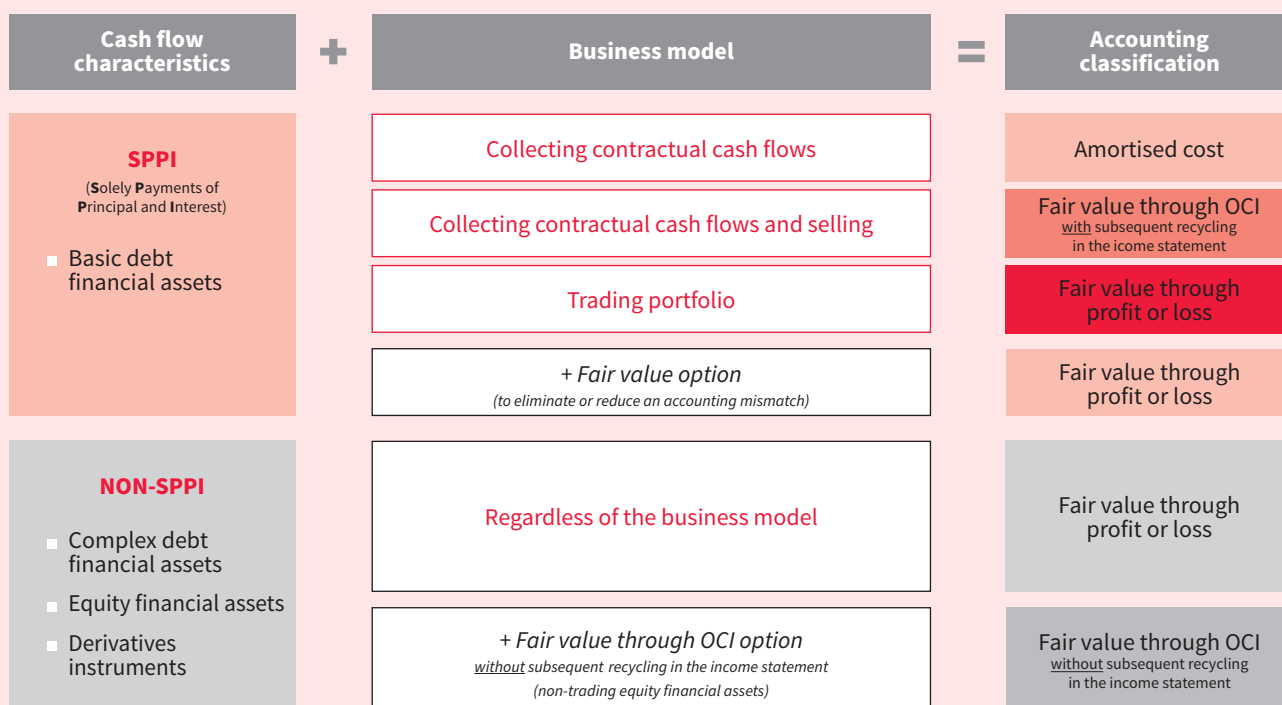 Cash flow
characteristics
+
Business model
=
Accounting
classification
SPPI
(Solely Payments of
Principal and Interest)
Basic debt
financial assets
Collecting contractual cash flows
Amortised cost
Collecting contractual cash flows and selling
Fair value through OCI
with subsequent recycling
in the icome statement
Trading portfolio
Fair value through
profit or loss
+ Fair value option
(to eliminate or reduce an accounting mismatch)
Fair value through
profit or loss
NON-SPPI
Complex debt
financial assets
Equity financial assets
Derivatives
instruments
Regardless of the business model
Fair value through
profit or loss
+ Fair value through OCI option
without subsequent recycling in the income statement
(non-trading equity financial assets)
Fair value through OCI
without subsequent recycling
in the income statement